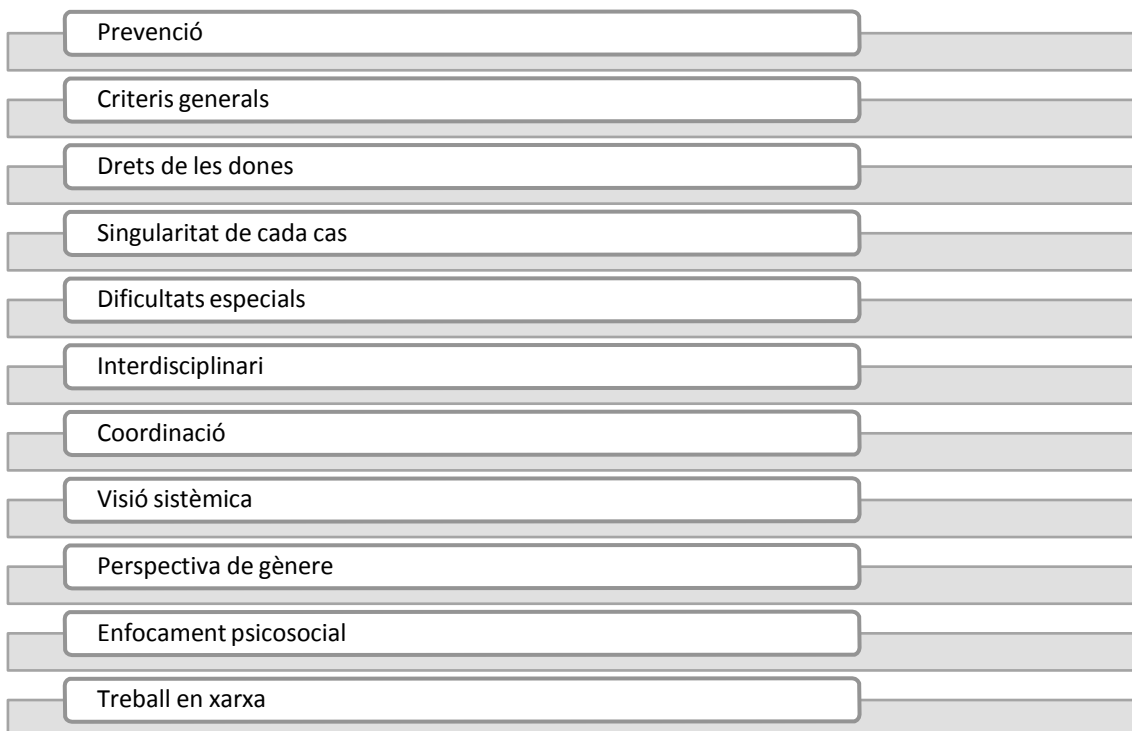 Prevenció
Criteris generals
Drets de les dones
Singularitat de cada cas
Dificultats especials
Interdisciplinari
Coordinació
Visió sistèmica
Perspectiva de gènere
Enfocament psicosocial
Treball en xarxa